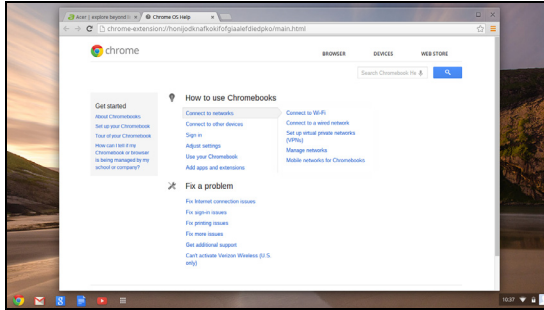 Acer | explore beyond li
Chrome OS Help
chrome-extension://honijodknafkokifofgiaalefdiedpko/main.html
chrome
BROWSER
DEVICES
WEB STORE
Search Chromebook He
Get started
About Chromebooks
Set up your Chromebook
Tour of your Chromebook
How can I tell if my
Chromebook or browser
is being managed by my
school or company?
How to use Chromebooks
Connect to networks
Connect to other devices
Sign in
Adjust settings
Use your Chromebook
Add apps and extensions
Connect to Wi-Fi
Connect to a wired network
Set up virtual private networks
(VPNs)
Manage networks
Mobile networks for Chromebooks
Fix a problem
Fix Internet connection issues
Fix sign-in issues
Fix printing issues
Fix more issues
Get additional support
Can't activate Verizon Wireless (U.S.
only)
10:37